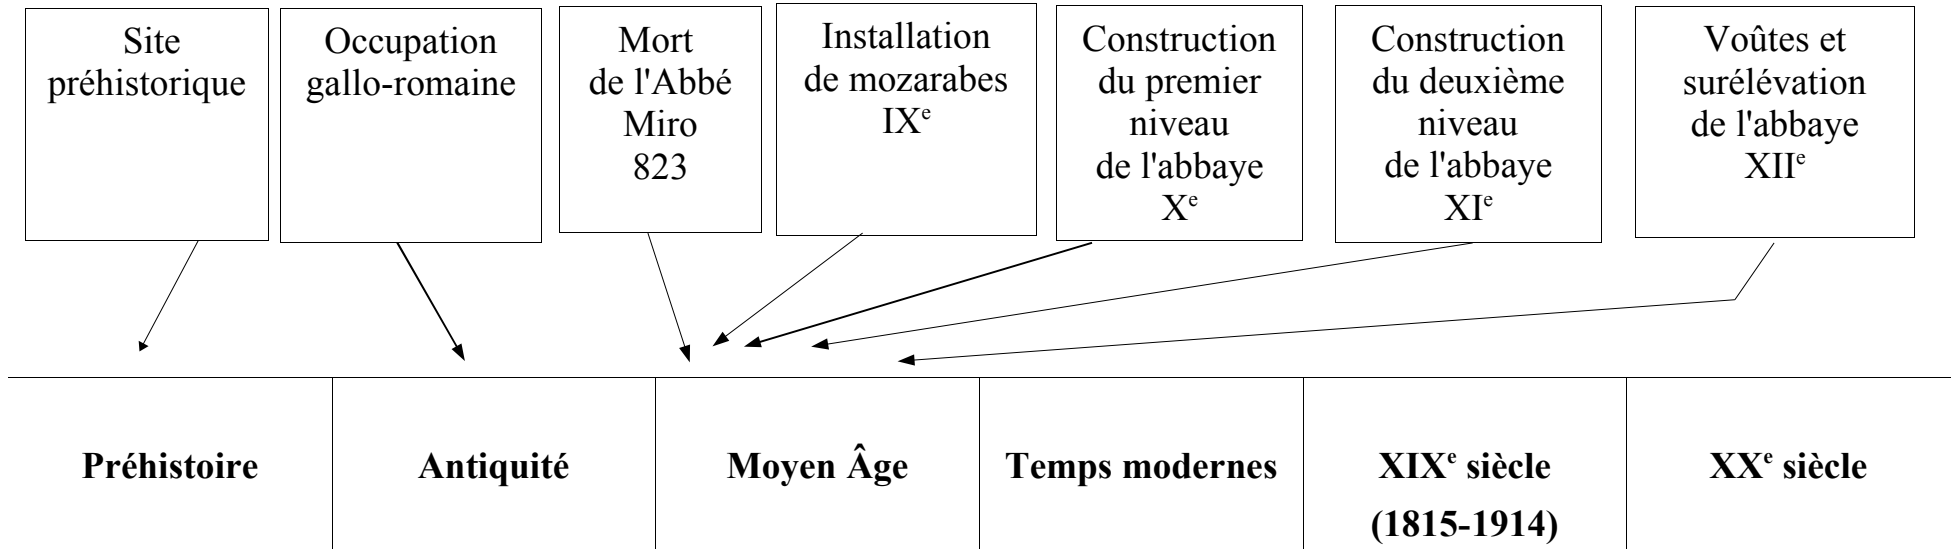 Site
préhistorique
Occupation
gallo-romaine
Mort
de l'Abbé
Miro
823
Installation
de mozarabes
IXᵉ
Construction
du premier
niveau
de l'abbaye
Xᵉ
Construction
du deuxième
niveau
de l'abbaye
XIᵉ
Voûtes et
surélévation
de l'abbaye
XIIᵉ
Préhistoire
Antiquité
Moyen Âge
Temps modernes
XIXᵉ siècle
(1815-1914)
XXᵉ siècle